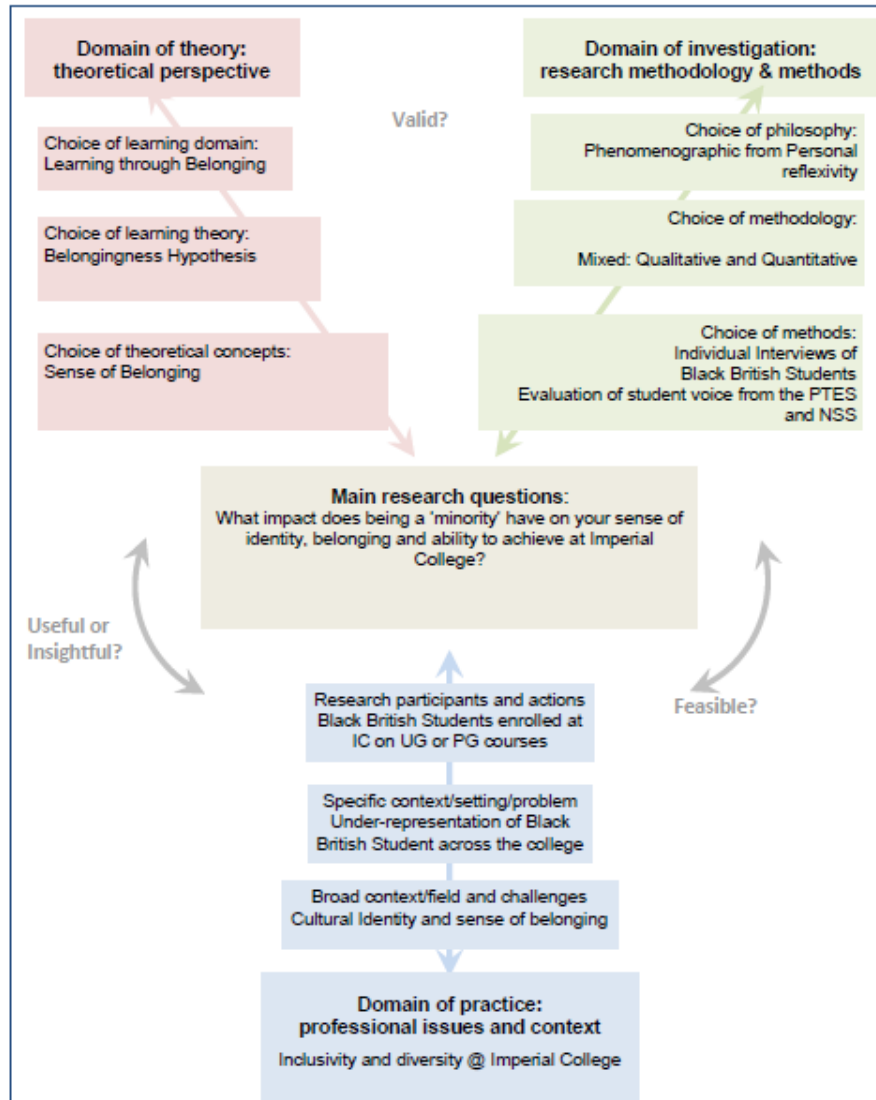 Domain of theory:
theoretical perspective
Domain of investigation:
research methodology & methods
Valid?
Choice of learning domain:
Learning through Belonging
Choice of philosophy:
Phenomenographic from Personal
reflexivity
Choice of learning theory:
Belongingness Hypothesis
Choice of methodology:
Mixed: Qualitative and Quantitative
Choice of theoretical concepts:
Sense of Belonging
Choice of methods:
Individual Interviews of
Black British Students
Evaluation of student voice from the PTES
and NSS
Main research questions:
What impact does being a 'minority' have on your sense of
identity, belonging and ability to achieve at Imperial
College?
Useful or
Insightful?
Feasible?
Research participants and actions
Black British Students enrolled at
IC on UG or PG courses
Specific context/setting/problem
Under-representation of Black
British Student across the college
Broad context/field and challenges
Cultural Identity and sense of belonging
Domain of practice:
professional issues and context
Inclusivity and diversity @ Imperial College